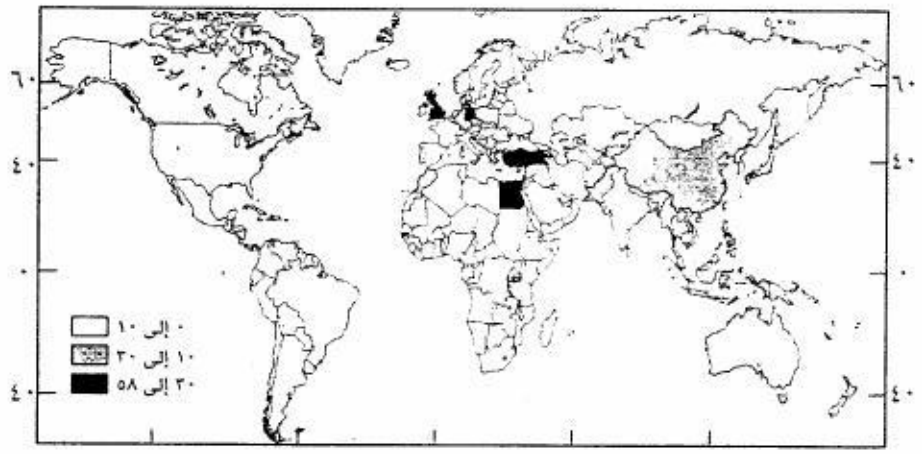 ٦٠ ٦٠
٤٠ ٤٠
٠ ٠
٠ إلى ١٠
١٠ إلى ٣٠
٣٠ إلى ٥٨
٤٠ ٤٠